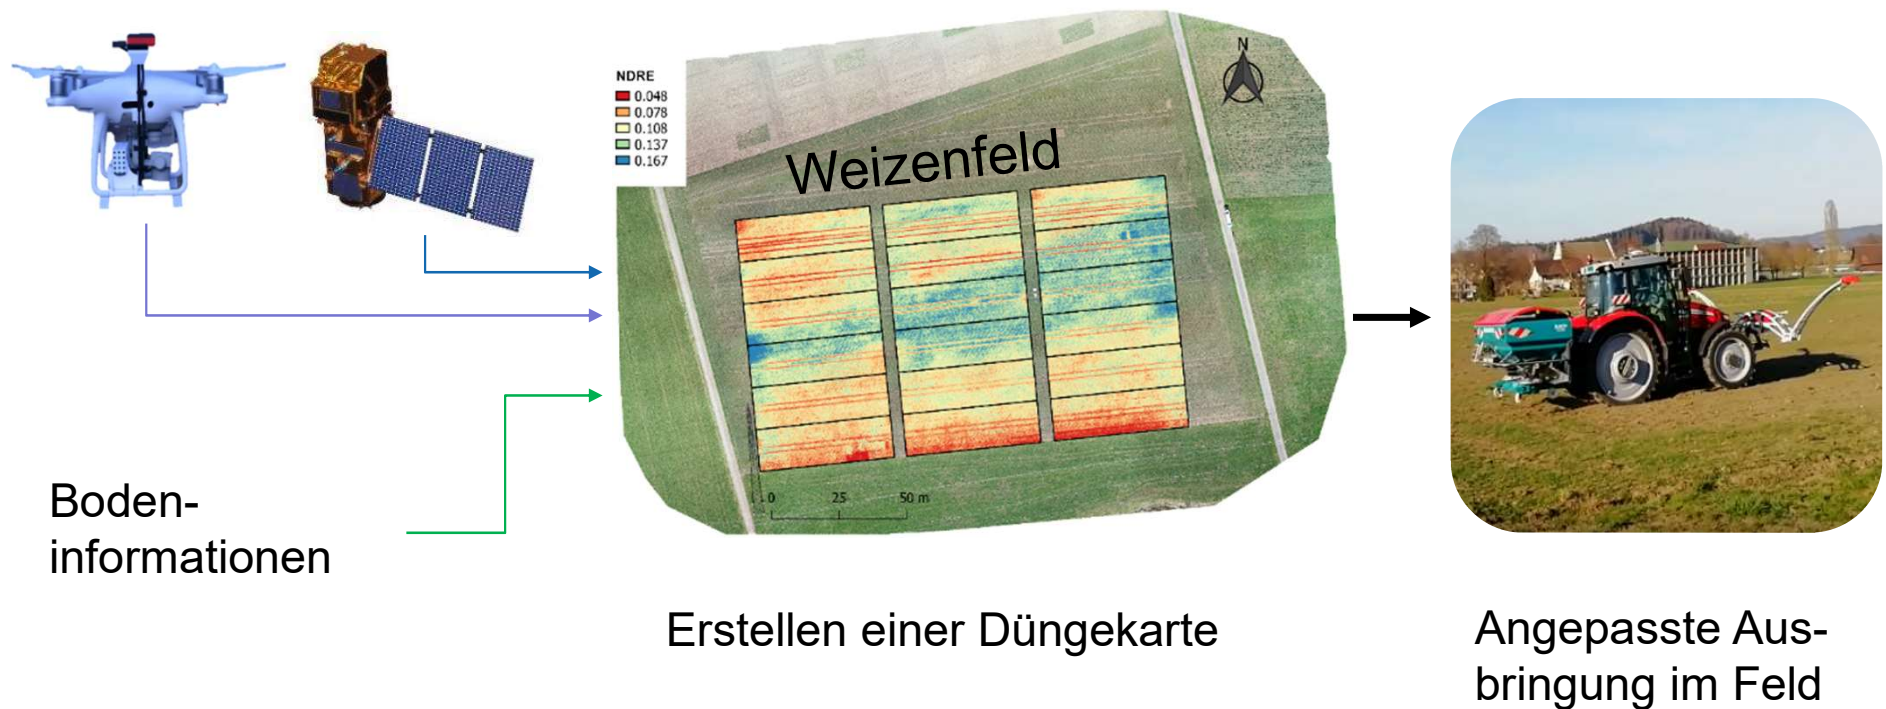 NDRE
0.048
0.078
0.108
0.137
0.167
N
Weizenfeld
0 25 50 m
Boden-
informationen
Erstellen einer Düngekarte
Angepasste Aus-
bringung im Feld